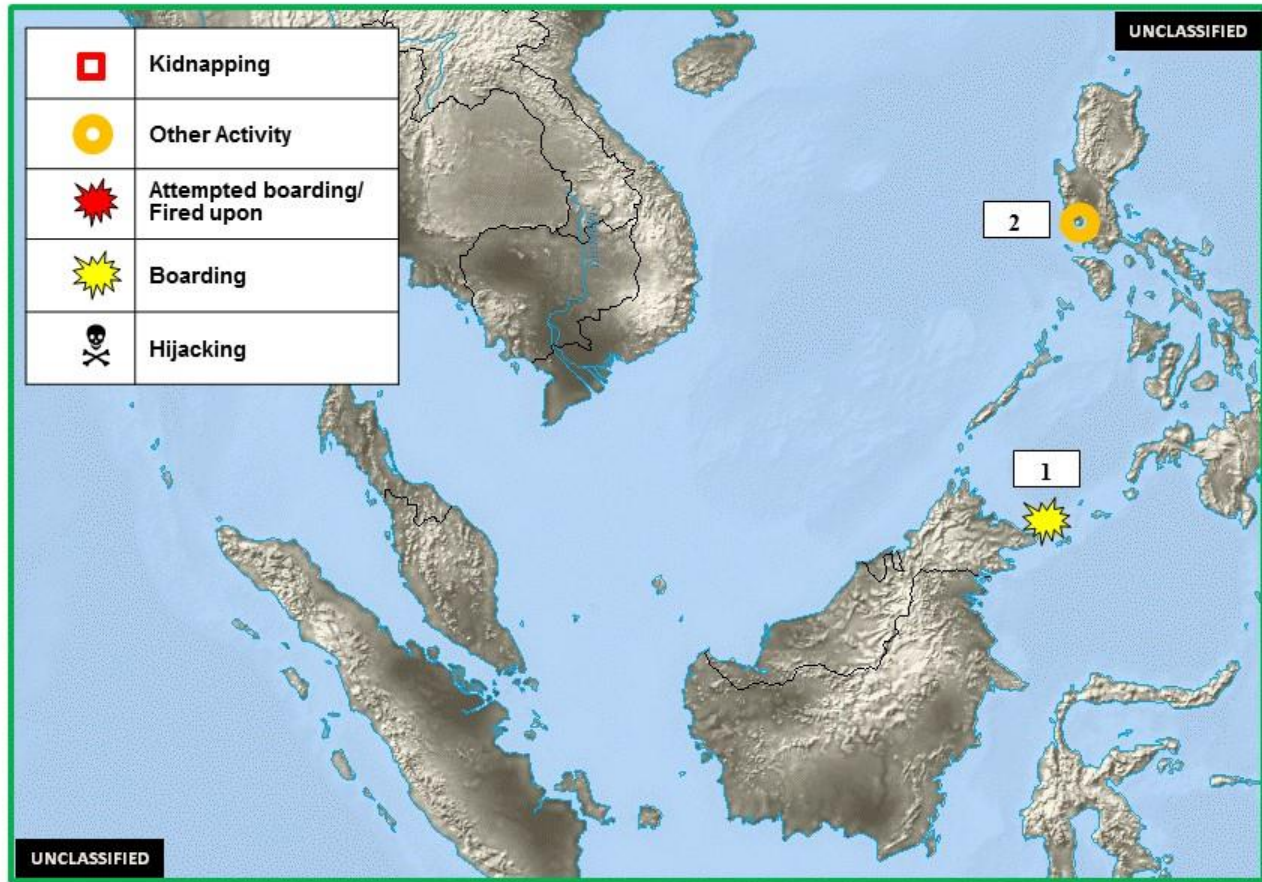 UNCLASSIFIED
Kidnapping
Other Activity
Attempted boarding/
Fired upon
Boarding
Hijacking
2
1
UNCLASSIFIED